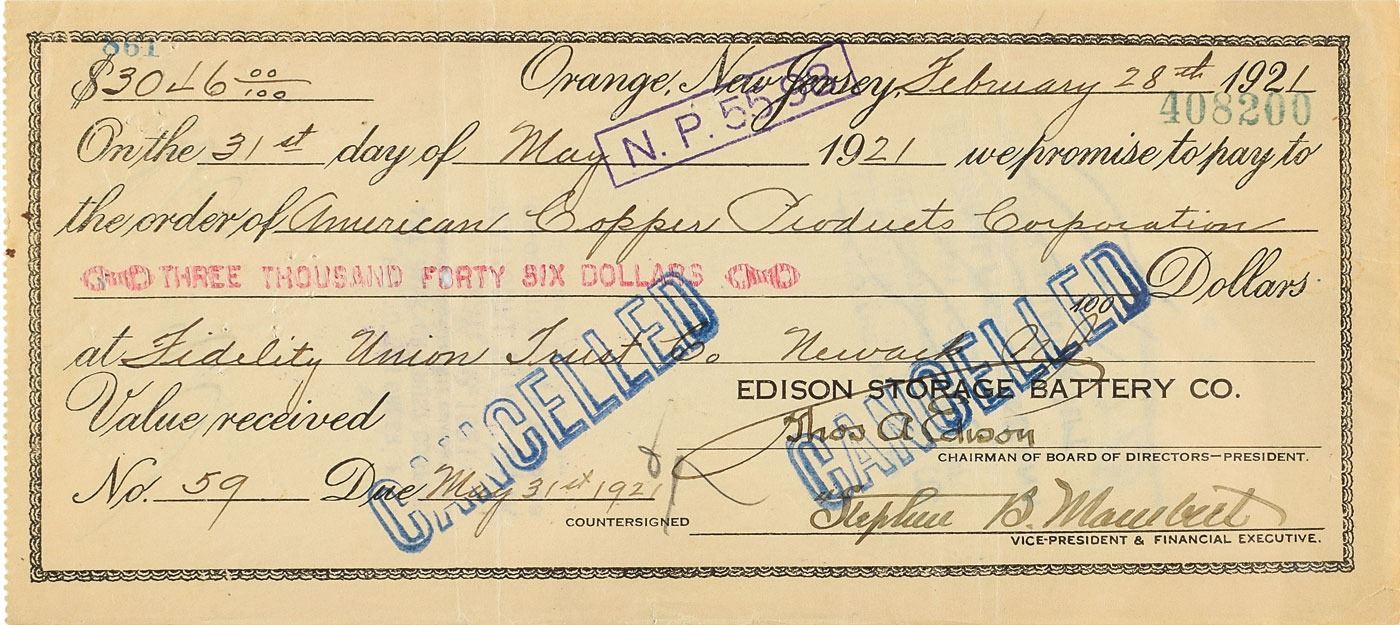 861
$3046 00/100 Orange, New Jersey, February 28th 1921
408200
N. P. 5598
On the 31st day of May 1921 we promise to pay to
the order of American Copper Products Corporation
THREE THOUSAND FORTY SIX DOLLARS Dollars
100
at Fidelity Union Trust Co Newark
CANCELLED CANCELLED
EDISON STORAGE BATTERY CO.
Value received
Thos A Edison
CHAIRMAN OF BOARD OF DIRECTORS—PRESIDENT.
No. 59 Due May 31st 1921
COUNTERSIGNED
Stephen B. Mambert
VICE-PRESIDENT & FINANCIAL EXECUTIVE.